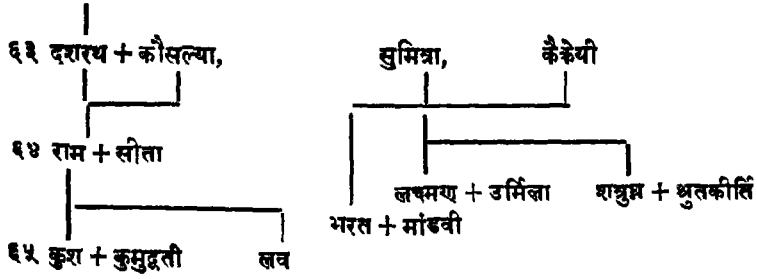 ६३ दशरथ + कौसल्या, सुमित्रा, कैकेयी
६४ राम + सीता
लक्ष्मण + उर्मिला शत्रुघ्न + श्रुतकीर्ति
भरत + मांडवी
६५ कुश + कुमुद्वती लव